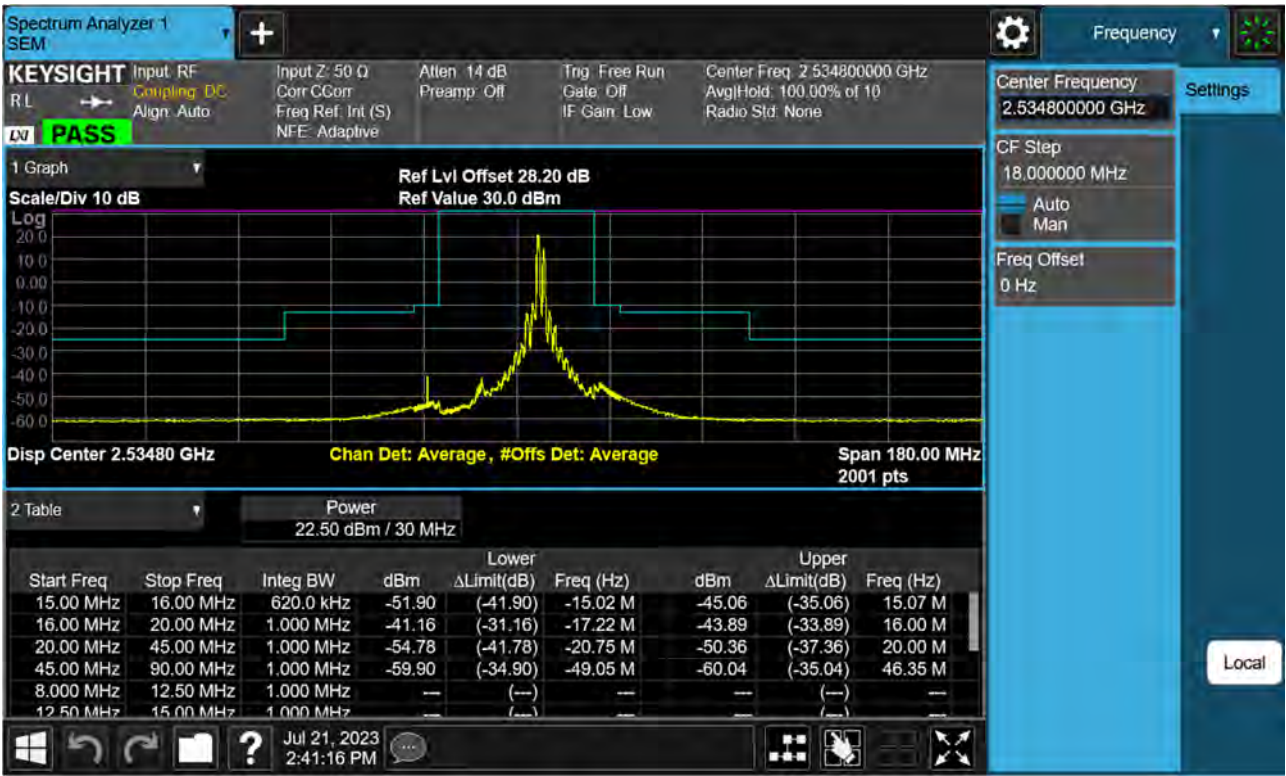 Spectrum Analyzer 1
SEM
+
Frequency
KEYSIGHT
R L
LXI
PASS
Input: RF
Coupling: DC
Align: Auto
Input Z: 50 Ω
Corr CCorr
Freq Ref: Int (S)
NFE: Adaptive
Atten: 14 dB
Preamp: Off
Trig: Free Run
Gate: Off
IF Gain: Low
Center Freq: 2.534800000 GHz
Avg|Hold: 100.00% of 10
Radio Std: None
Center Frequency
2.534800000 GHz
Settings
CF Step
18.000000 MHz
Auto
Man
Freq Offset
0 Hz
1 Graph
Ref Lvl Offset 28.20 dB
Scale/Div 10 dB
Ref Value 30.0 dBm
Log
20.0
10.0
0.00
-10.0
-20.0
-30.0
-40.0
-50.0
-60.0
Disp Center 2.53480 GHz
Chan Det: Average, #Offs Det: Average
Span 180.00 MHz
2001 pts
2 Table
Power
22.50 dBm / 30 MHz
Lower Upper
Start Freq Stop Freq Integ BW dBm ΔLimit(dB) Freq (Hz) dBm ΔLimit(dB) Freq (Hz)
15.00 MHz 16.00 MHz 620.0 kHz -51.90 (-41.90) -15.02 M -45.06 (-35.06) 15.07 M
16.00 MHz 20.00 MHz 1.000 MHz -41.16 (-31.16) -17.22 M -43.89 (-33.89) 16.00 M
20.00 MHz 45.00 MHz 1.000 MHz -54.78 (-41.78) -20.75 M -50.36 (-37.36) 20.00 M
45.00 MHz 90.00 MHz 1.000 MHz -59.90 (-34.90) -49.05 M -60.04 (-35.04) 46.35 M
8.000 MHz 12.50 MHz 1.000 MHz --- (---) --- --- (---) ---
12.50 MHz 15.00 MHz 1.000 MHz --- (---) --- --- (---) ---
Local
?
Jul 21, 2023
2:41:16 PM